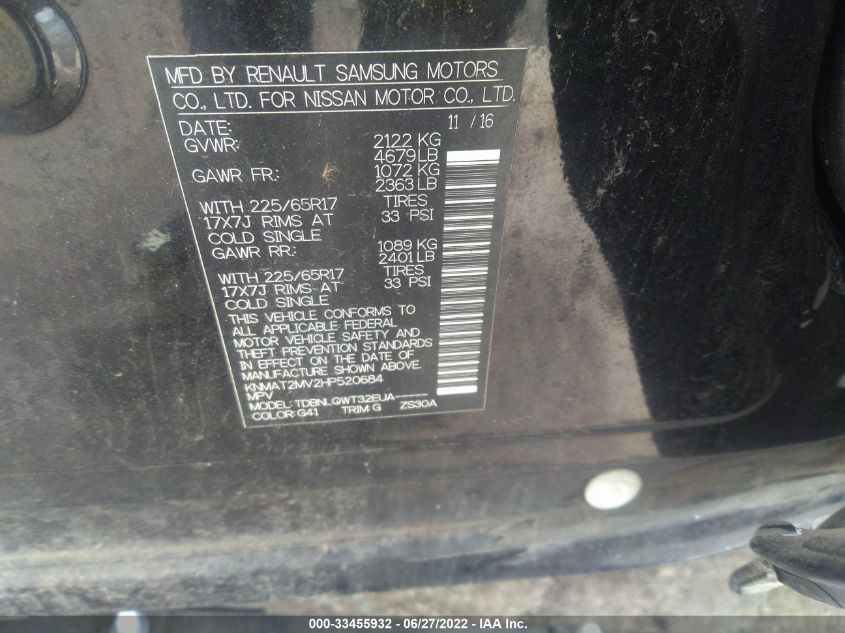 MFD BY RENAULT SAMSUNG MOTORS
CO., LTD. FOR NISSAN MOTOR CO., LTD.
DATE: 11 / 16
GVWR: 2122 KG
4679 LB
GAWR FR: 1072 KG
2363 LB
WITH 225/65R17 TIRES
17X7J RIMS AT 33 PSI
COLD SINGLE
GAWR RR: 1089 KG
2401 LB
WITH 225/65R17 TIRES
17X7J RIMS AT 33 PSI
COLD SINGLE
THIS VEHICLE CONFORMS TO
ALL APPLICABLE FEDERAL
MOTOR VEHICLE SAFETY AND
THEFT PREVENTION STANDARDS
IN EFFECT ON THE DATE OF
MANUFACTURE SHOWN ABOVE.
KNMAT2MV2HP520684
MPV
MODEL: TDBNLQWT32EUA-----
COLOR: G41 TRIM: G ZS30A
000-33455932 - 06/27/2022 - IAA Inc.